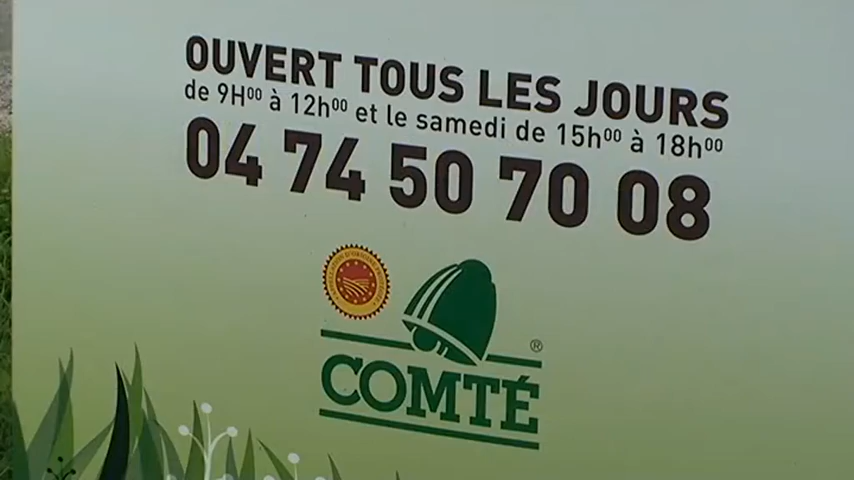 OUVERT TOUS LES JOURS
de 9H00 à 12h00 et le samedi de 15h00 à 18h00
04 74 50 70 08
COMTÉ
®